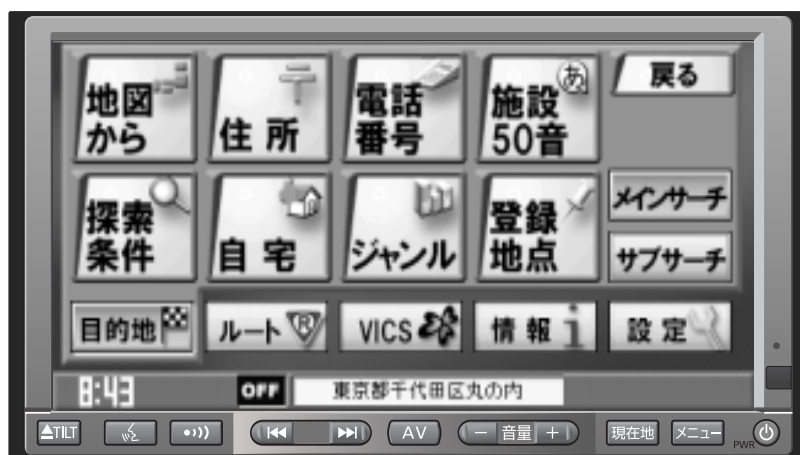 地図から
住所
電話番号
施設50音
あ
戻る
探索条件
自宅
ジャンル
登録地点
メインサーチ
サブサーチ
目的地
ルート
R
VICS
情報
i
設定
8:43
OFF
東京都千代田区丸の内
▲TILT
AV
－ 音量 ＋
現在地
メニュー
PWR